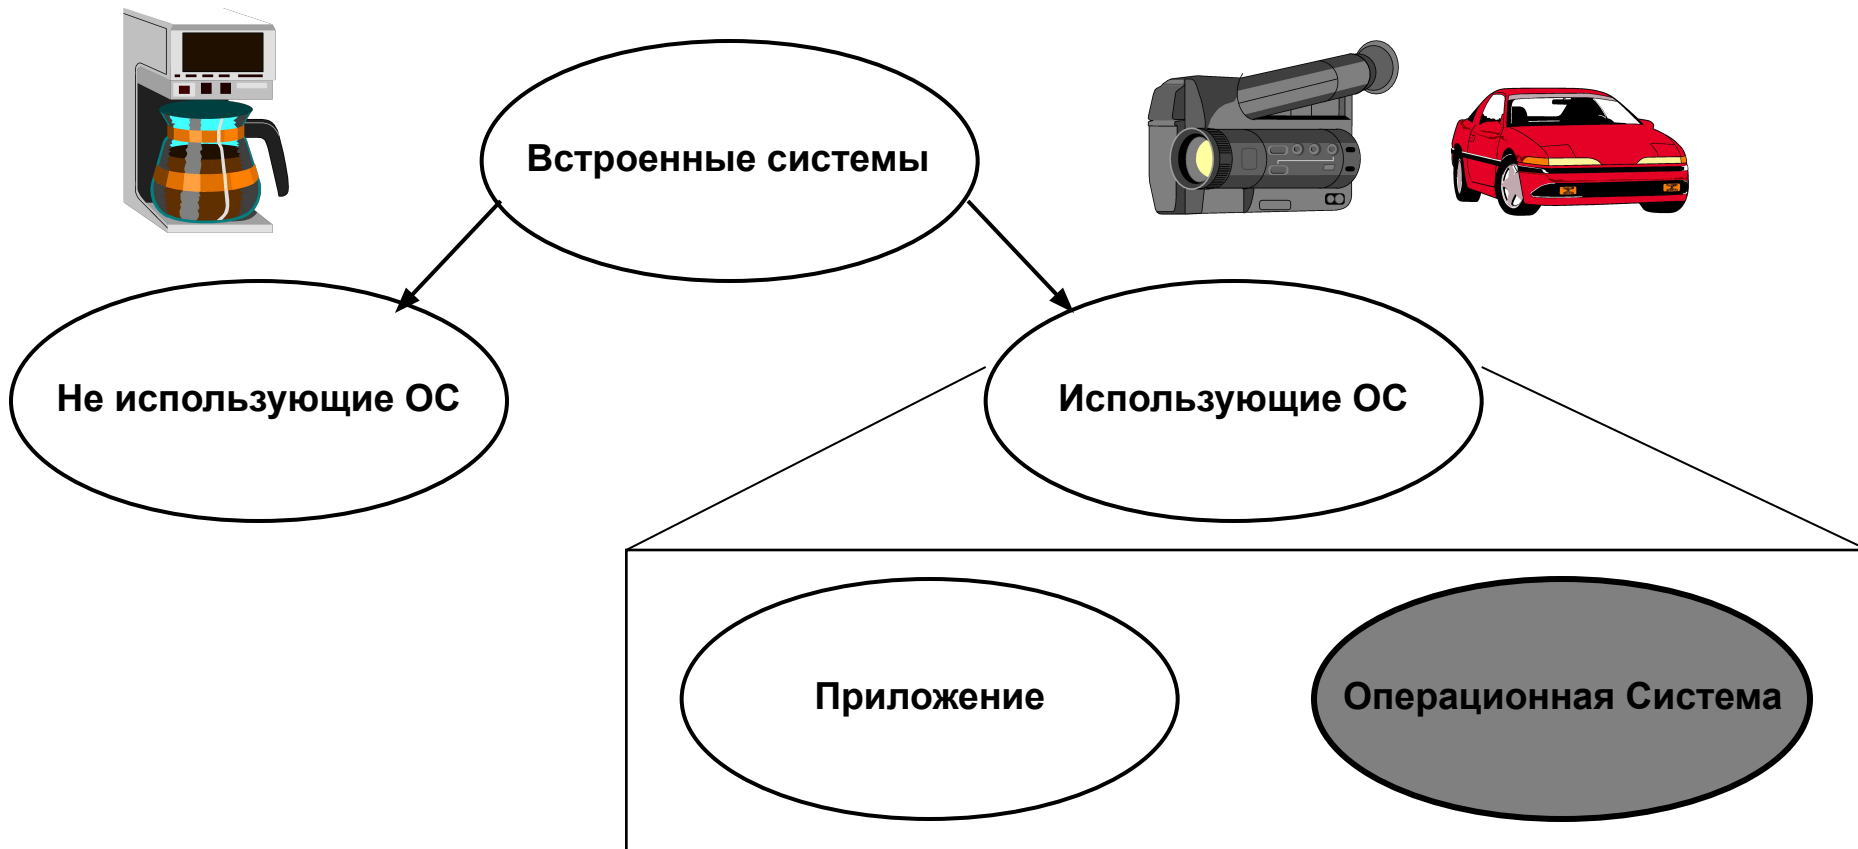 Встроенные системы
Не использующие ОС
Использующие ОС
Приложение
Операционная Система